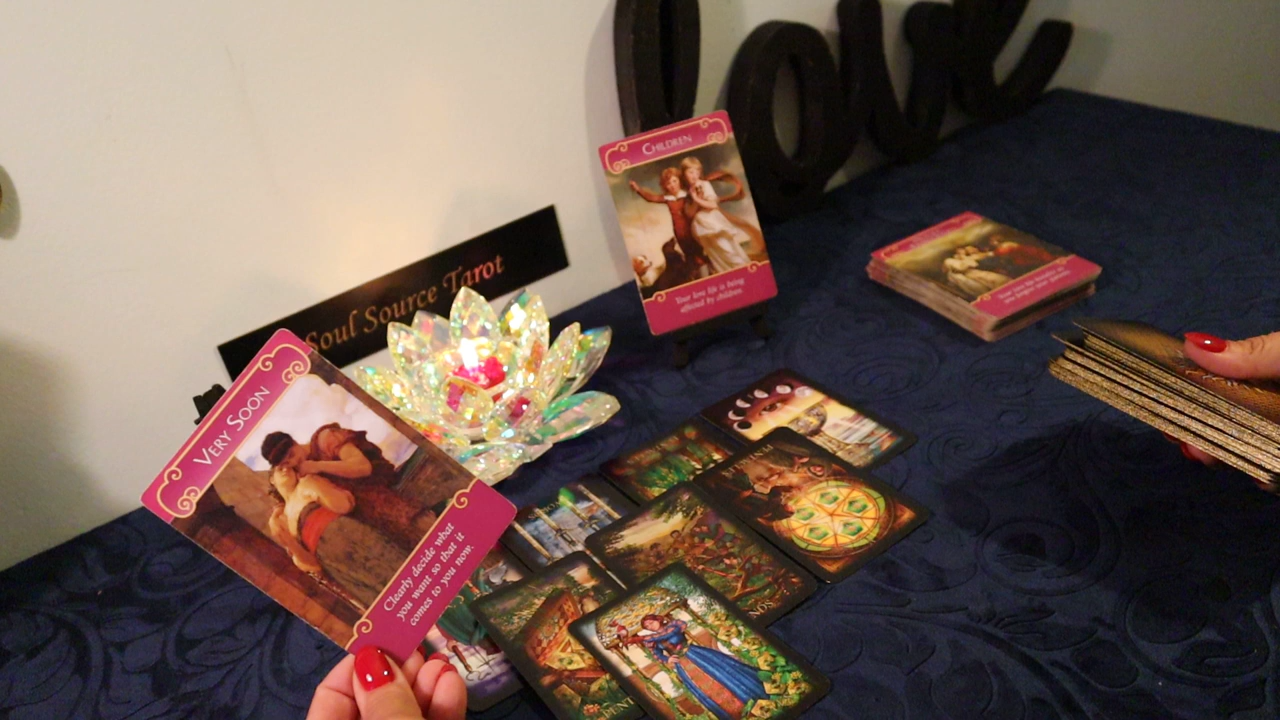 love
CHILDREN
Your love life is being
affected by children.
Soul Source Tarot
VERY SOON
Clearly decide what
you want so that it
comes to you now.